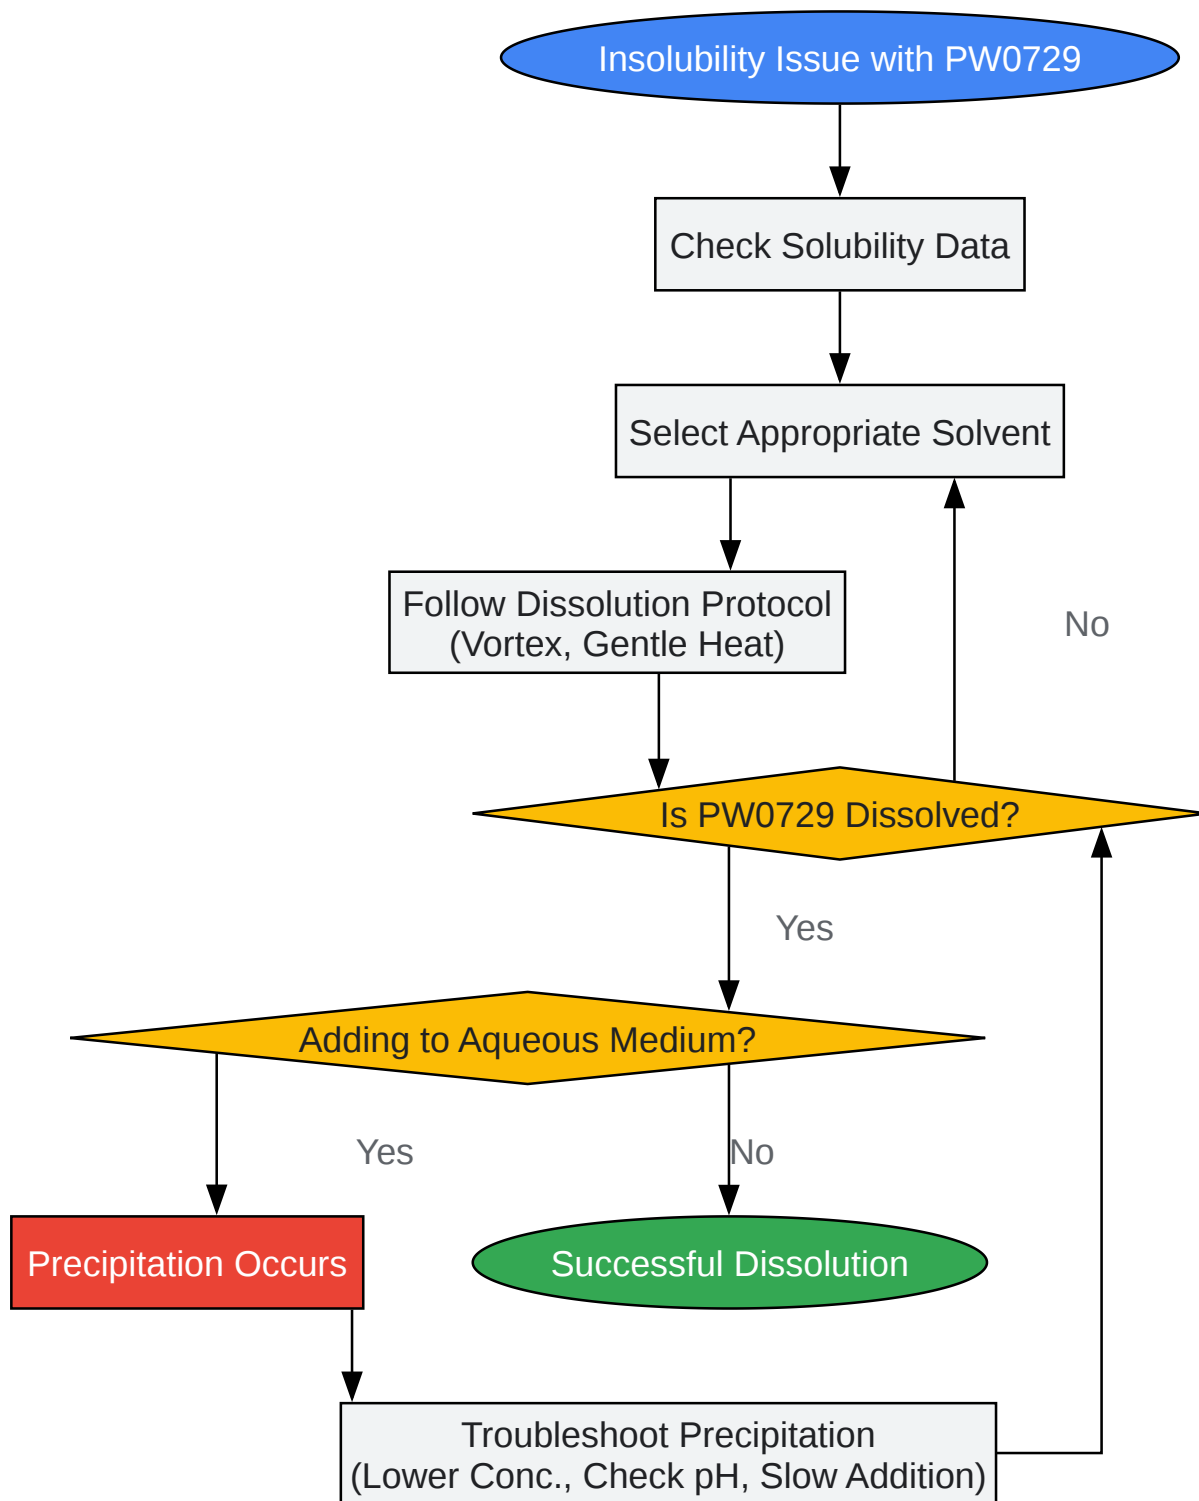 Insolubility Issue with PW0729
Check Solubility Data
Select Appropriate Solvent
Follow Dissolution Protocol
(Vortex, Gentle Heat)
No
Is PW0729 Dissolved?
Yes
Adding to Aqueous Medium?
Yes
No
Precipitation Occurs
Successful Dissolution
Troubleshoot Precipitation
(Lower Conc., Check pH, Slow Addition)